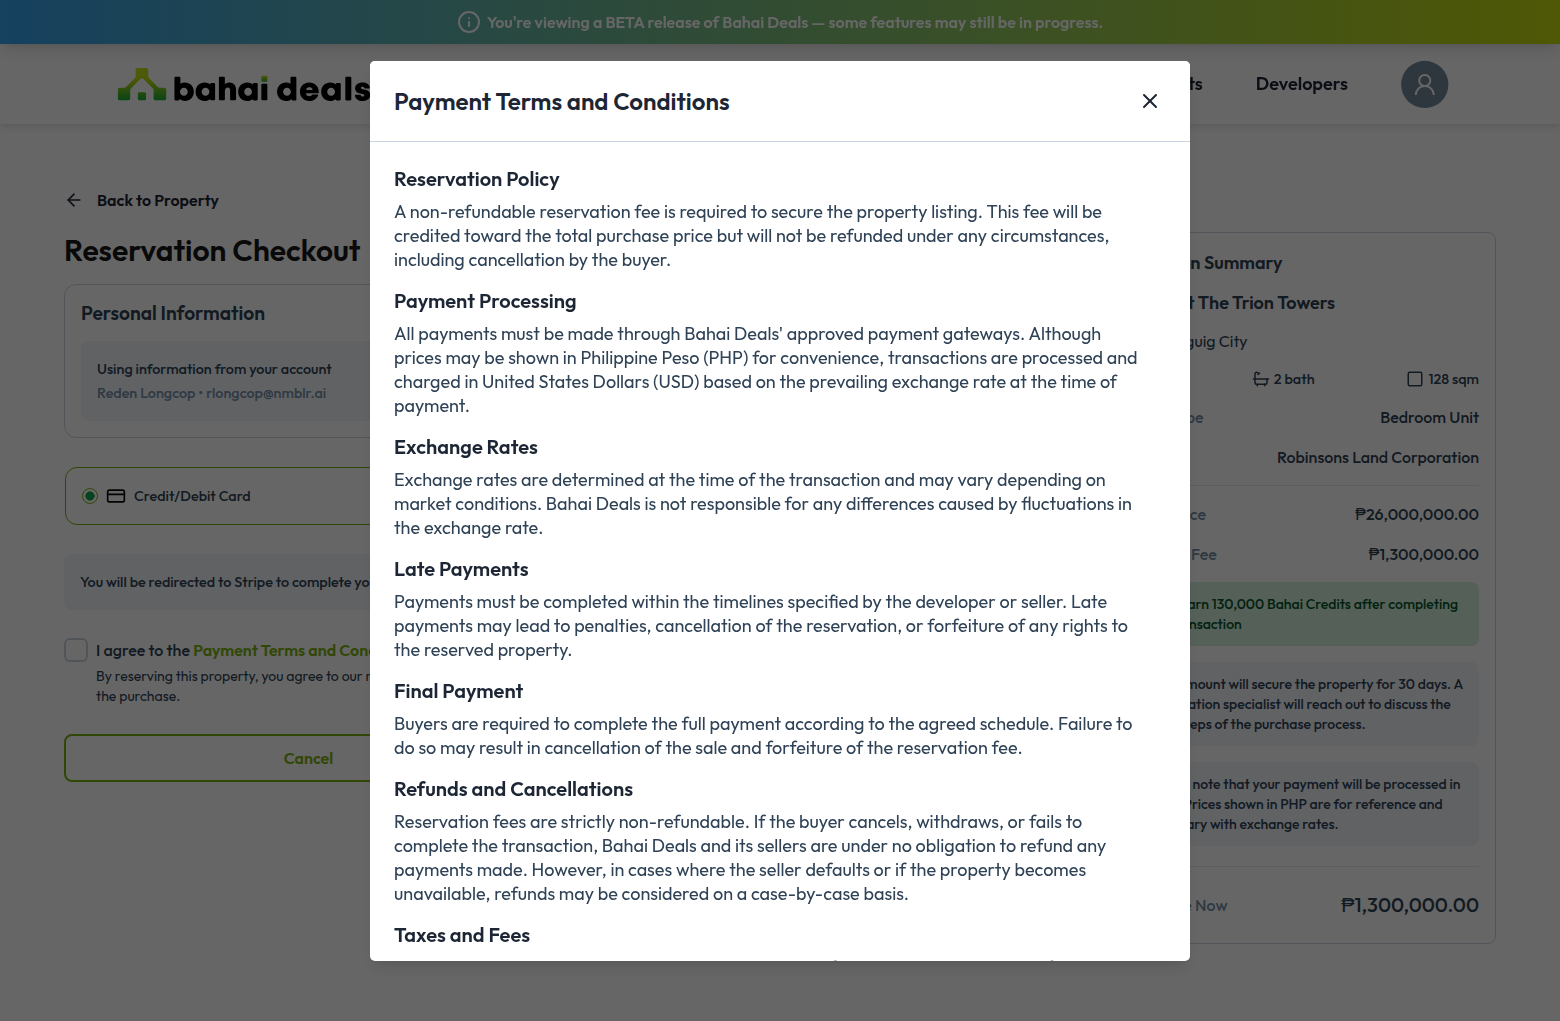 You're viewing a BETA release of Bahai Deals — some features may still be in progress.
bahai deals
Developers
Back to Property
Reservation Checkout
Personal Information
Using information from your account
Reden Longcop • rlongcop@nmblr.ai
Credit/Debit Card
You will be redirected to Stripe to complete
I agree to the Payment Terms and
By reserving this property, you agree to our
the purchase.
Cancel
Payment Terms and Conditions
Reservation Policy
A non-refundable reservation fee is required to secure the property listing. This fee will be
credited toward the total purchase price but will not be refunded under any circumstances,
including cancellation by the buyer.
Payment Processing
All payments must be made through Bahai Deals' approved payment gateways. Although
prices may be shown in Philippine Peso (PHP) for convenience, transactions are processed and
charged in United States Dollars (USD) based on the prevailing exchange rate at the time of
payment.
Exchange Rates
Exchange rates are determined at the time of the transaction and may vary depending on
market conditions. Bahai Deals is not responsible for any differences caused by fluctuations in
the exchange rate.
Late Payments
Payments must be completed within the timelines specified by the developer or seller. Late
payments may lead to penalties, cancellation of the reservation, or forfeiture of any rights to
the reserved property.
Final Payment
Buyers are required to complete the full payment according to the agreed schedule. Failure to
do so may result in cancellation of the sale and forfeiture of the reservation fee.
Refunds and Cancellations
Reservation fees are strictly non-refundable. If the buyer cancels, withdraws, or fails to
complete the transaction, Bahai Deals and its sellers are under no obligation to refund any
payments made. However, in cases where the seller defaults or if the property becomes
unavailable, refunds may be considered on a case-by-case basis.
Taxes and Fees
Summary
The Trion Towers
City
2 bath
128 sqm
Bedroom Unit
Robinsons Land Corporation
₱26,000,000.00
Fee
₱1,300,000.00
130,000 Bahai Credits after completing
will secure the property for 30 days. A
specialist will reach out to discuss the
of the purchase process.
note that your payment will be processed in
shown in PHP are for reference and
with exchange rates.
Now
₱1,300,000.00